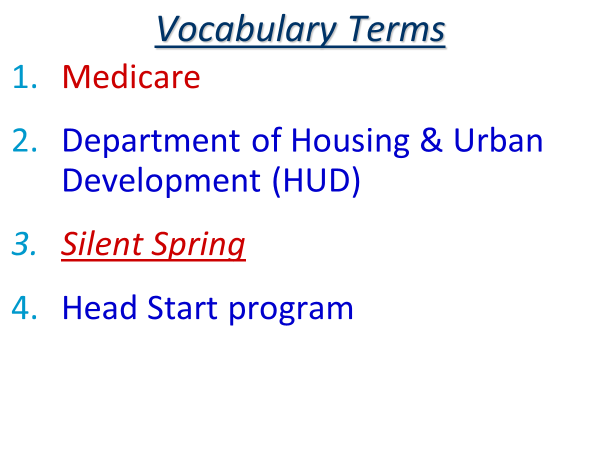 Vocabulary Terms
1. Medicare
2. Department of Housing & Urban
Development (HUD)
3. Silent Spring
4. Head Start program